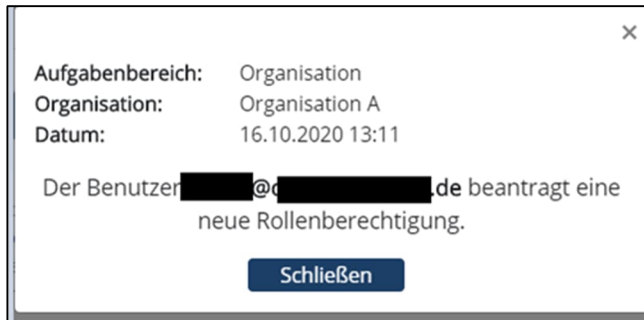 ×
Aufgabenbereich: Organisation
Organisation: Organisation A
Datum: 16.10.2020 13:11
Der Benutzer @ .de beantragt eine
neue Rollenberechtigung.
Schließen